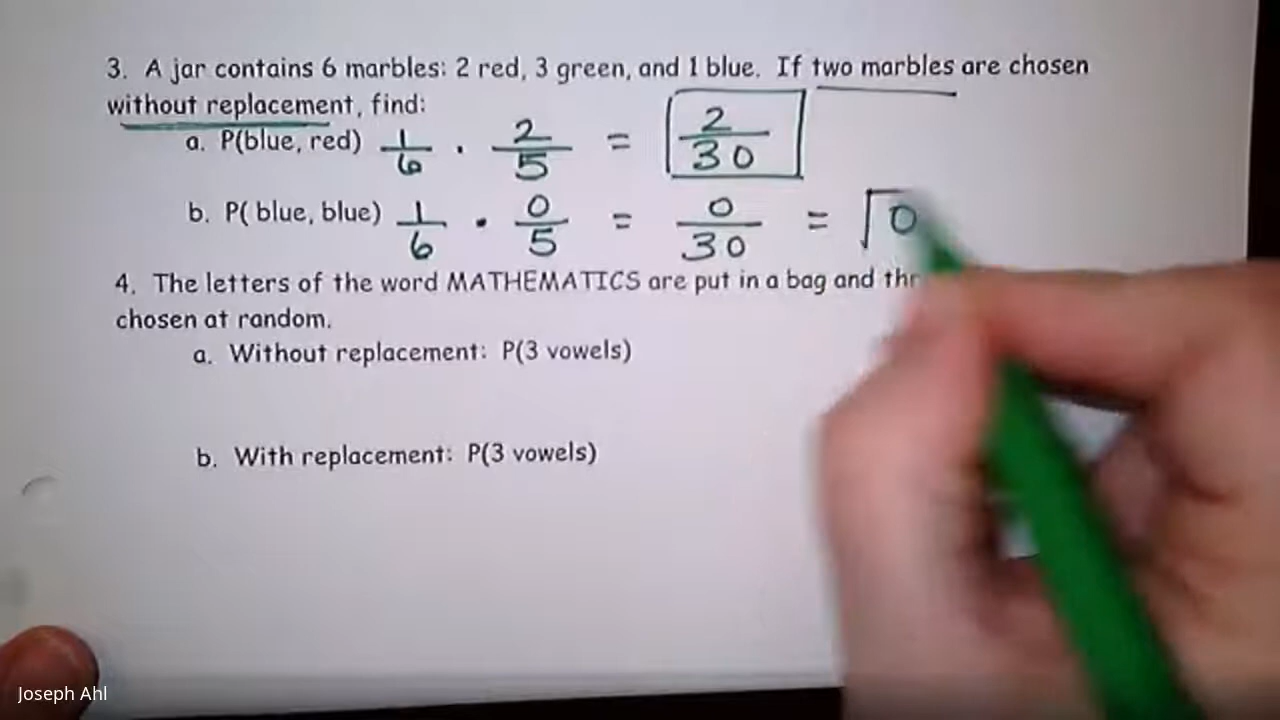 3. A jar contains 6 marbles: 2 red, 3 green, and 1 blue. If two marbles are chosen
without replacement, find:
a. P(blue, red) 1/6 · 2/5 = 2/30
b. P( blue, blue) 1/6 · 0/5 = 0/30 = 0
4. The letters of the word MATHEMATICS are put in a bag and
chosen at random.
a. Without replacement: P(3 vowels)
b. With replacement: P(3 vowels)
Joseph Ahl